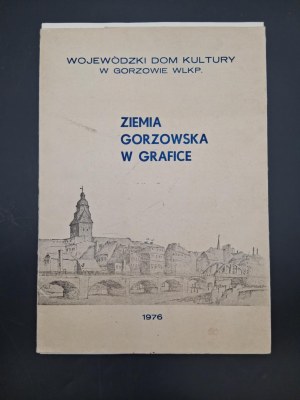 WOJEWÓDZKI DOM KULTURY
W GORZOWIE WLKP.
ZIEMIA
GORZOWSKA
W GRAFICE
1976